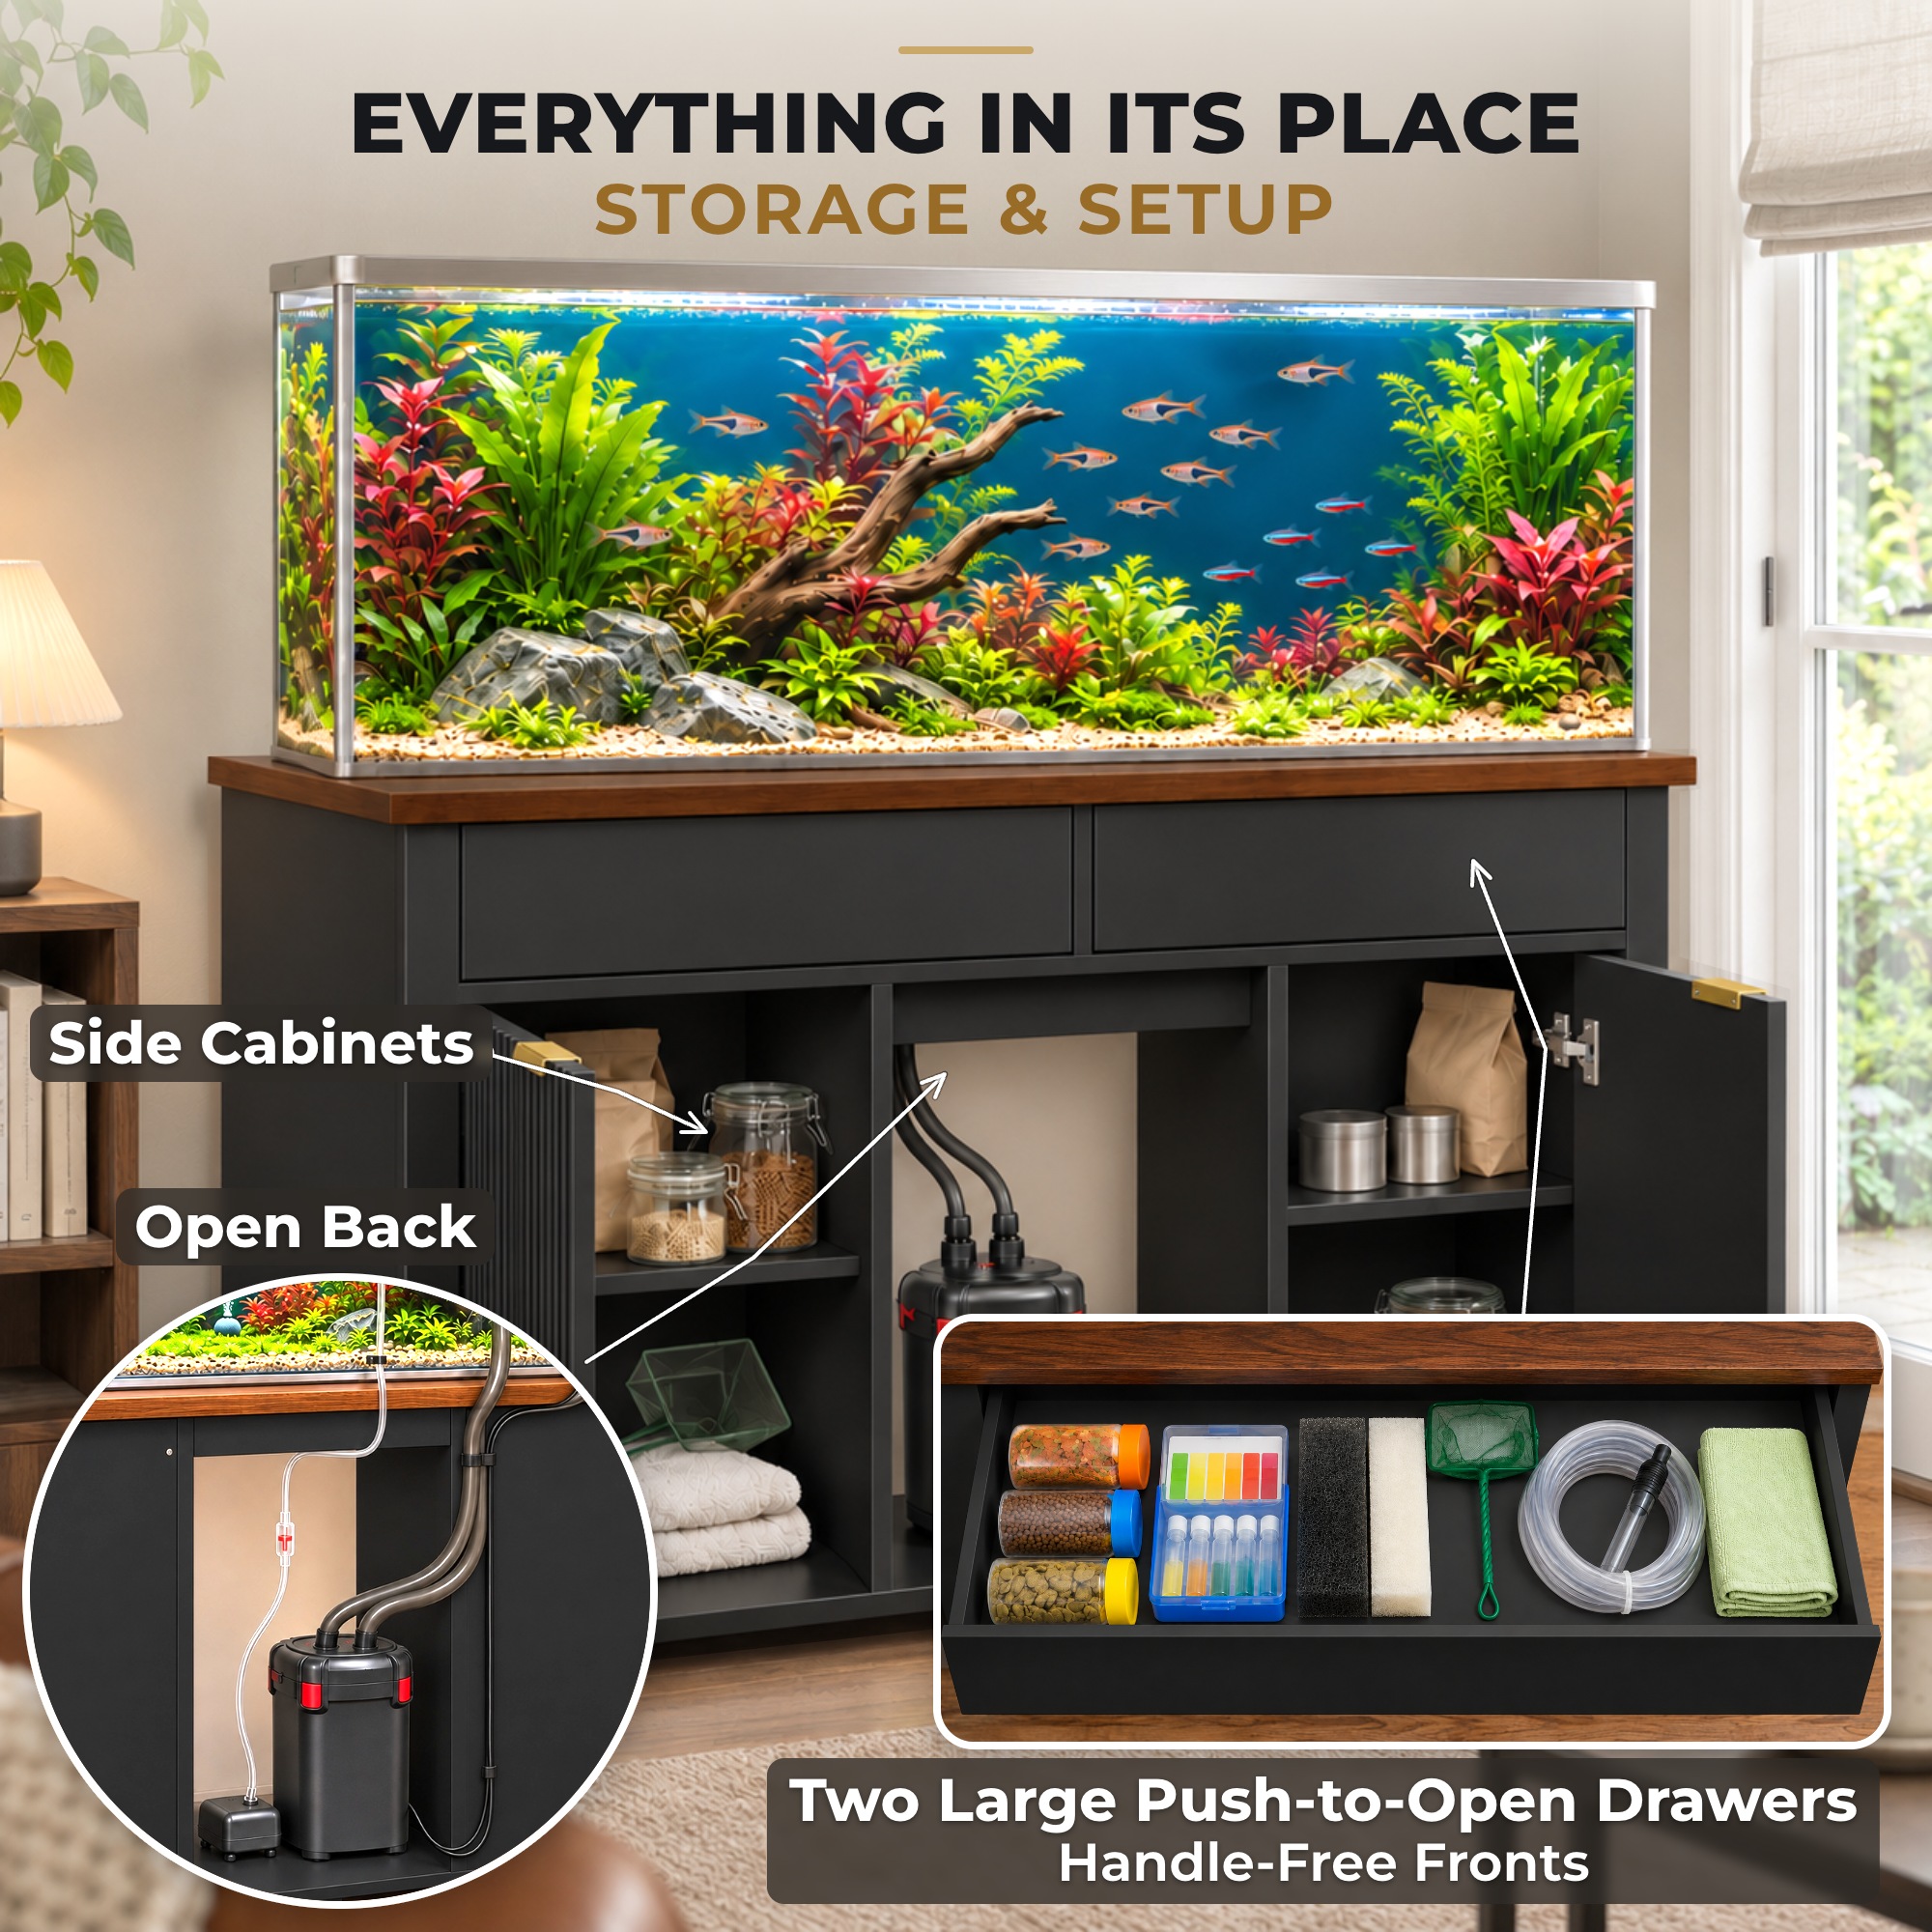 EVERYTHING IN ITS PLACE
STORAGE & SETUP
Side Cabinets
Open Back
Two Large Push-to-Open Drawers
Handle-Free Fronts